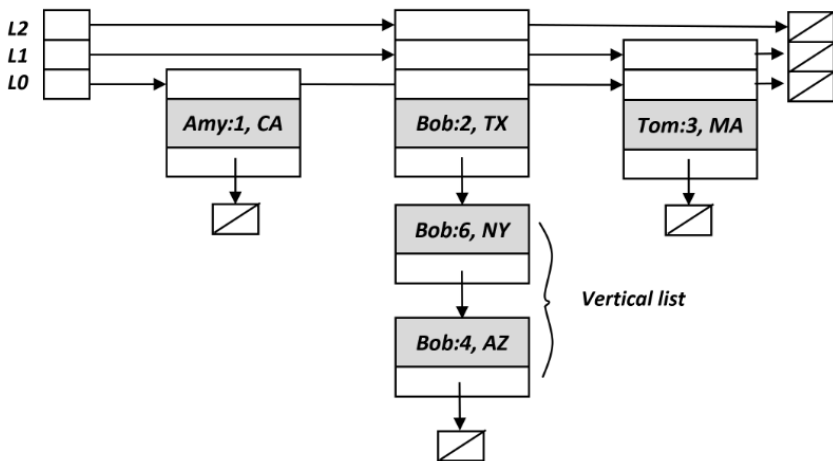 L2
L1
L0
Amy:1, CA
Bob:2, TX
Tom:3, MA
Bob:6, NY
Vertical list
Bob:4, AZ